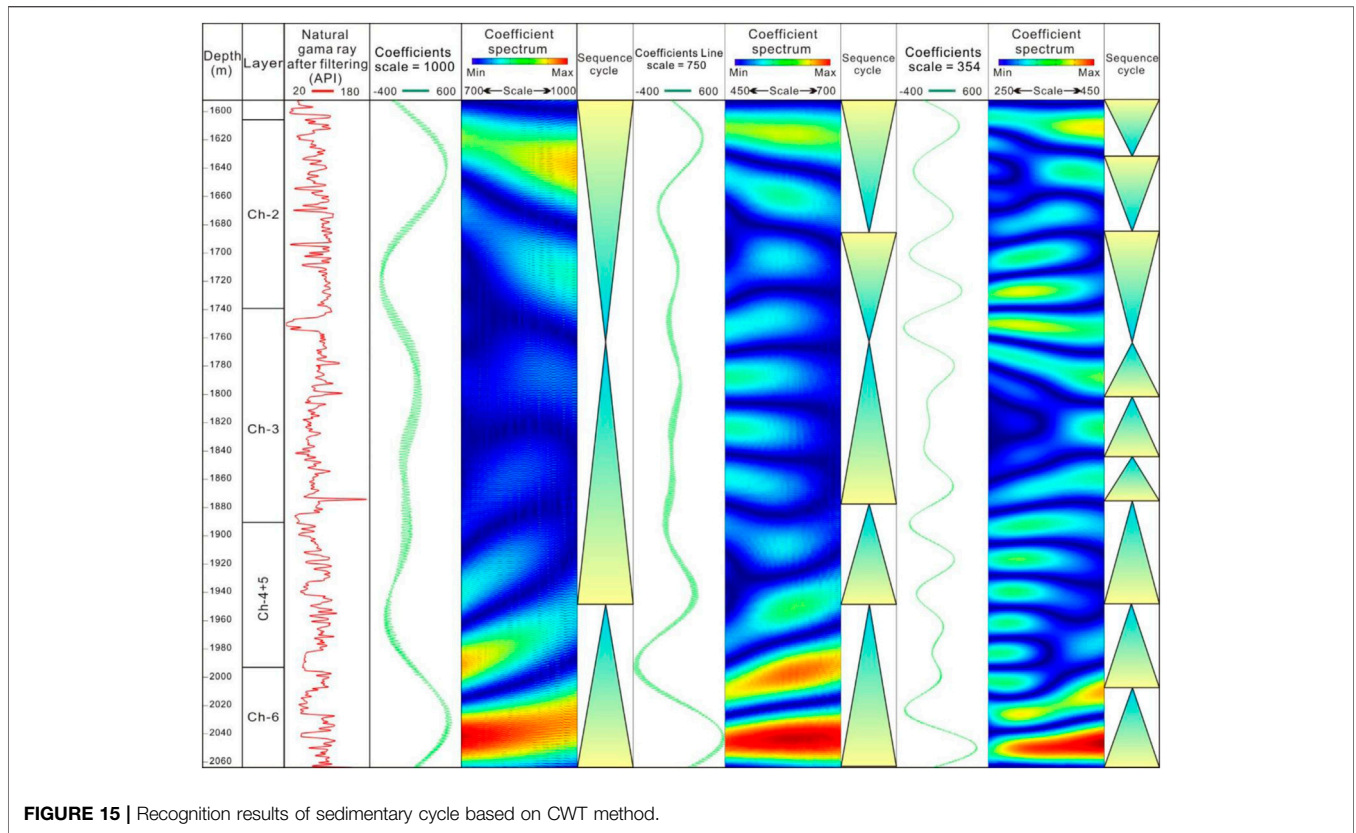 Depth
(m)
Layer
Natural
gama ray
after filtering
(API)
20 180
Coefficients
scale = 1000
-400 600
Coefficient
spectrum
Min Max
700←Scale→1000
Sequence
cycle
Coefficients Line
scale = 750
-400 600
Coefficient
spectrum
Min Max
450←Scale→700
Sequence
cycle
Coefficients
scale = 354
-400 600
Coefficient
spectrum
Min Max
250←Scale→450
Sequence
cycle
1600
1620
1640
1660
1680
1700
1720
1740
1760
1780
1800
1820
1840
1860
1880
1900
1920
1940
1960
1980
2000
2020
2040
2060
Ch-2
Ch-3
Ch-4+5
Ch-6
FIGURE 15 | Recognition results of sedimentary cycle based on CWT method.